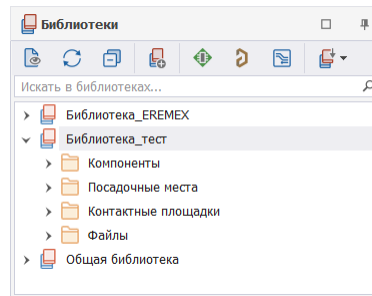 Библиотеки
Искать в библиотеках...
Библиотека_EREMEX
Библиотека_тест
Компоненты
Посадочные места
Контактные площадки
Файлы
Общая библиотека